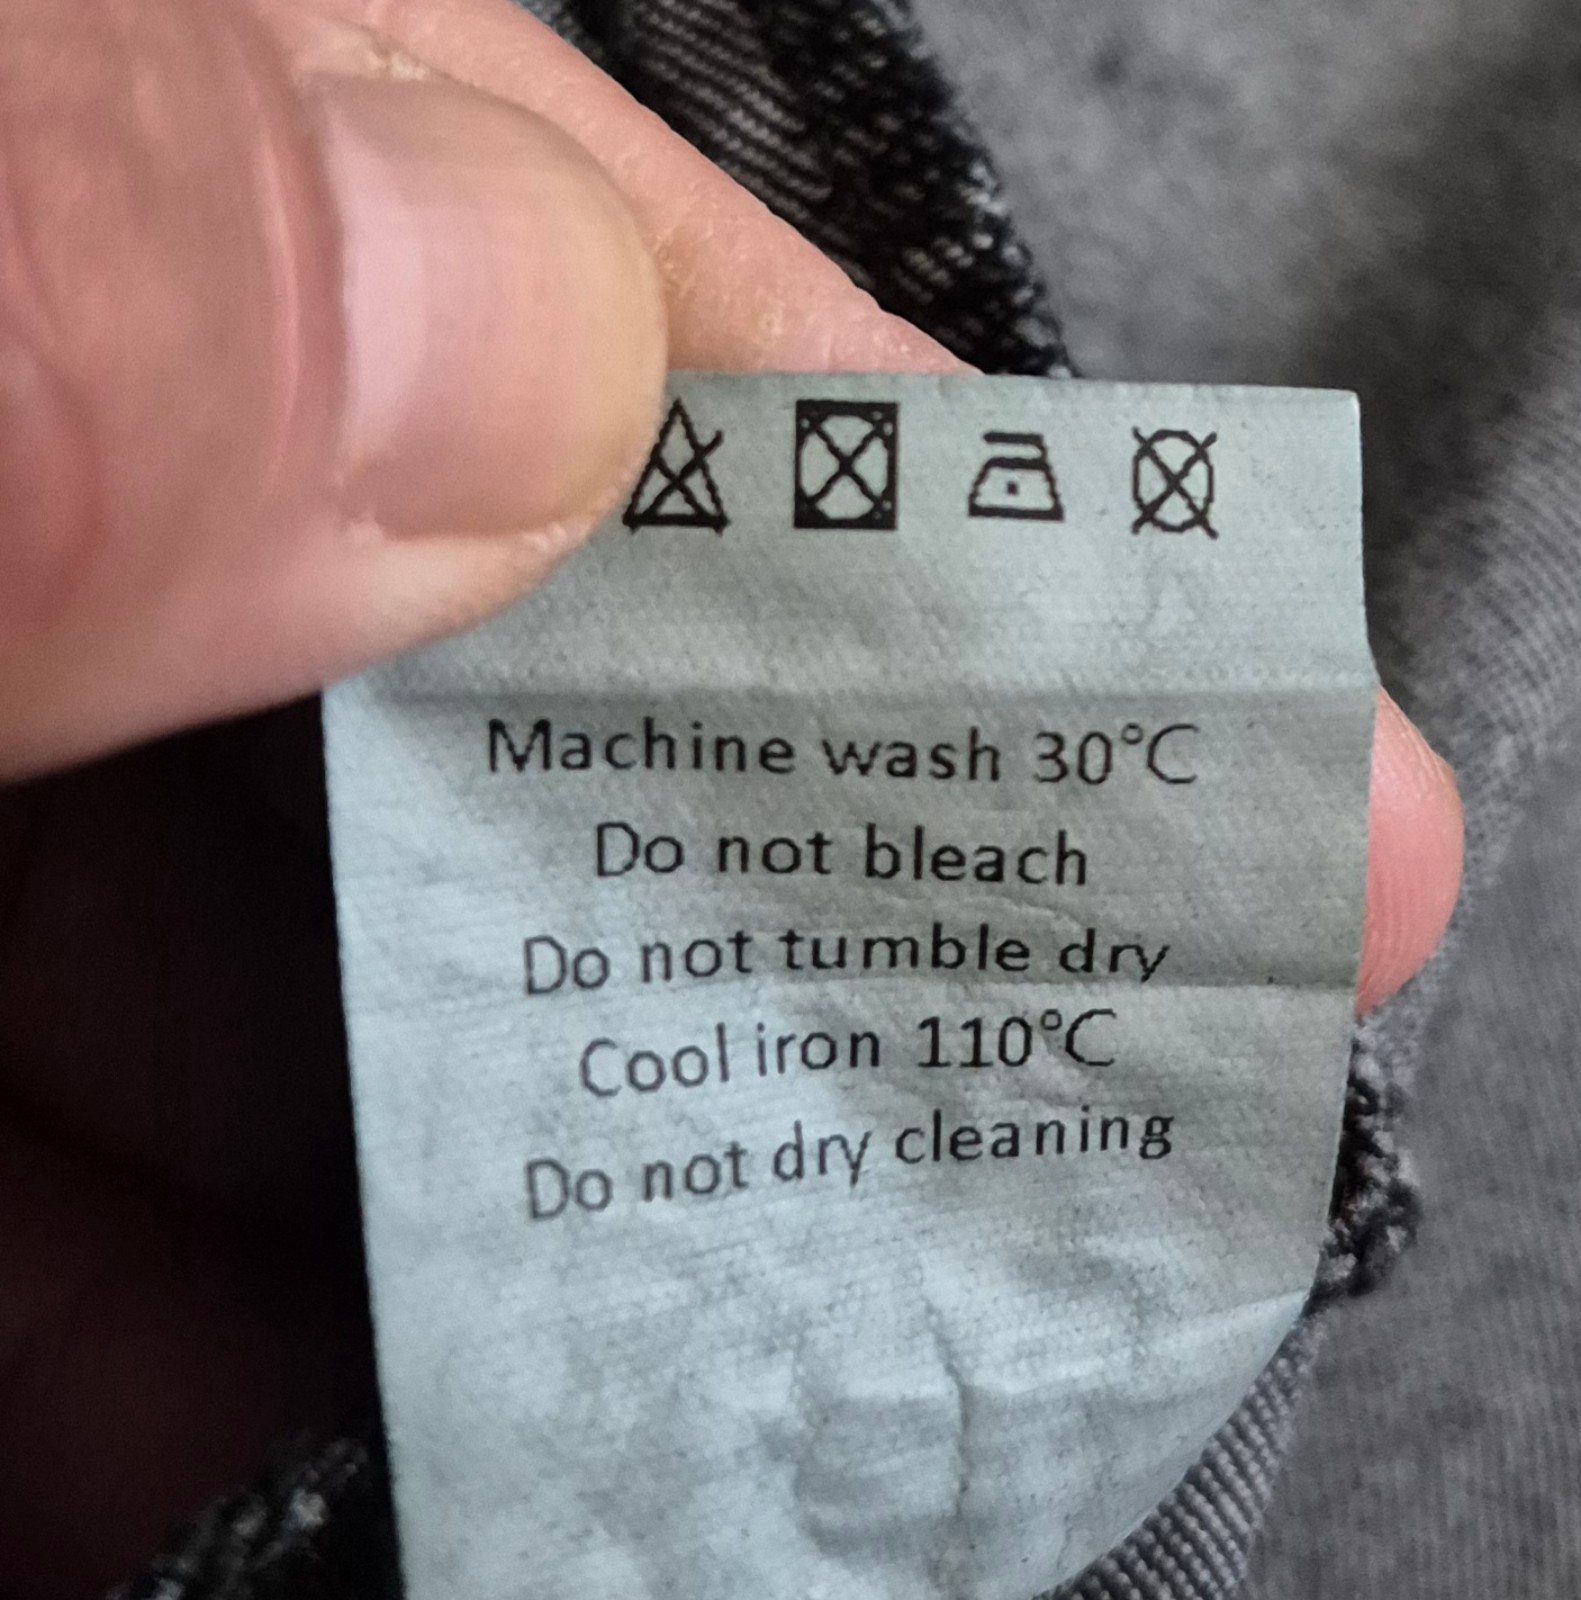 Machine wash 30°C
Do not bleach
Do not tumble dry
Cool iron 110°C
Do not dry cleaning